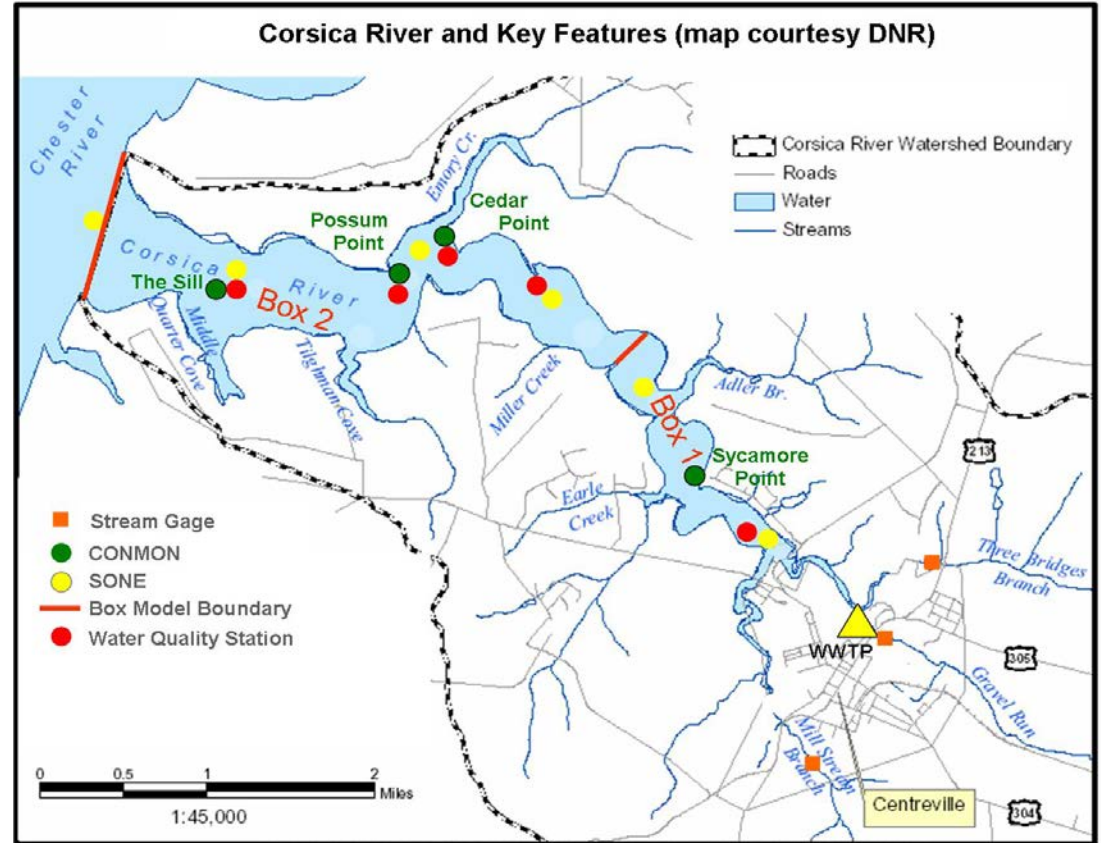 Corsica River and Key Features (map courtesy DNR)
Chester
River
Corsica River Watershed Boundary
Roads
Water
Streams
Emory Cr.
Cedar
Point
Possum
Point
Corsica
River
The Sill
Box 2
Quarter Cove
Middle
Tilghman Cove
Miller Creek
Adler Br.
Box 1
Sycamore
Point
Earle
Creek
213
Three Bridges
Branch
Stream Gage
CONMON
SONE
Box Model Boundary
Water Quality Station
WWTP
305
Gravel Run
Mill Stream
Branch
0 0.5 1 2
Miles
1:45,000
Centreville
304